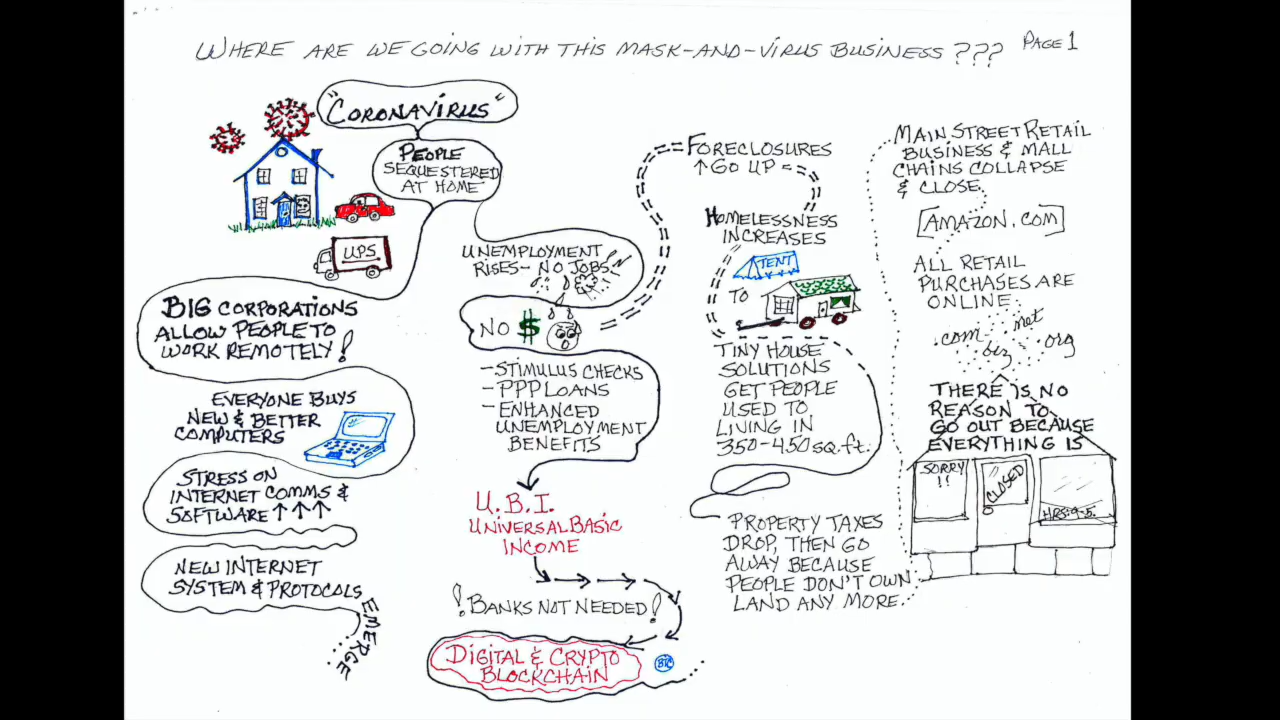 WHERE ARE WE GOING WITH THIS MASK-AND-VIRUS BUSINESS???
PAGE 1
"CORONAVIRUS"
PEOPLE
SEQUESTERED
AT HOME
UPS
BIG CORPORATIONS
ALLOW PEOPLE TO
WORK REMOTELY!
EVERYONE BUYS
NEW & BETTER
COMPUTERS
STRESS ON
INTERNET COMMS &
SOFTWARE ↑↑↑
NEW INTERNET
SYSTEM & PROTOCOLS
EMERGE
UNEMPLOYMENT
RISES - NO JOBS!
NO $
- STIMULUS CHECKS
- PPP LOANS
- ENHANCED
UNEMPLOYMENT
BENEFITS
U.B.I.
UNIVERSAL BASIC
INCOME
! BANKS NOT NEEDED!
DIGITAL & CRYPTO
BLOCKCHAIN
BTC
FORECLOSURES
↑ GO UP
HOMELESSNESS
INCREASES
TENT
TO
TINY HOUSE
SOLUTIONS
GET PEOPLE
USED TO
LIVING IN
350-450 SQ. FT.
PROPERTY TAXES
DROP, THEN GO
AWAY BECAUSE
PEOPLE DON'T OWN
LAND ANY MORE.
MAIN STREET RETAIL
BUSINESS & MALL
CHAINS COLLAPSE
& CLOSE.
[AMAZON.COM]
ALL RETAIL
PURCHASES ARE
ONLINE:
.com .net
.biz .org
THERE IS NO
REASON TO
GO OUT BECAUSE
EVERYTHING IS
SORRY
!!
CLOSED
HRS: 9-5